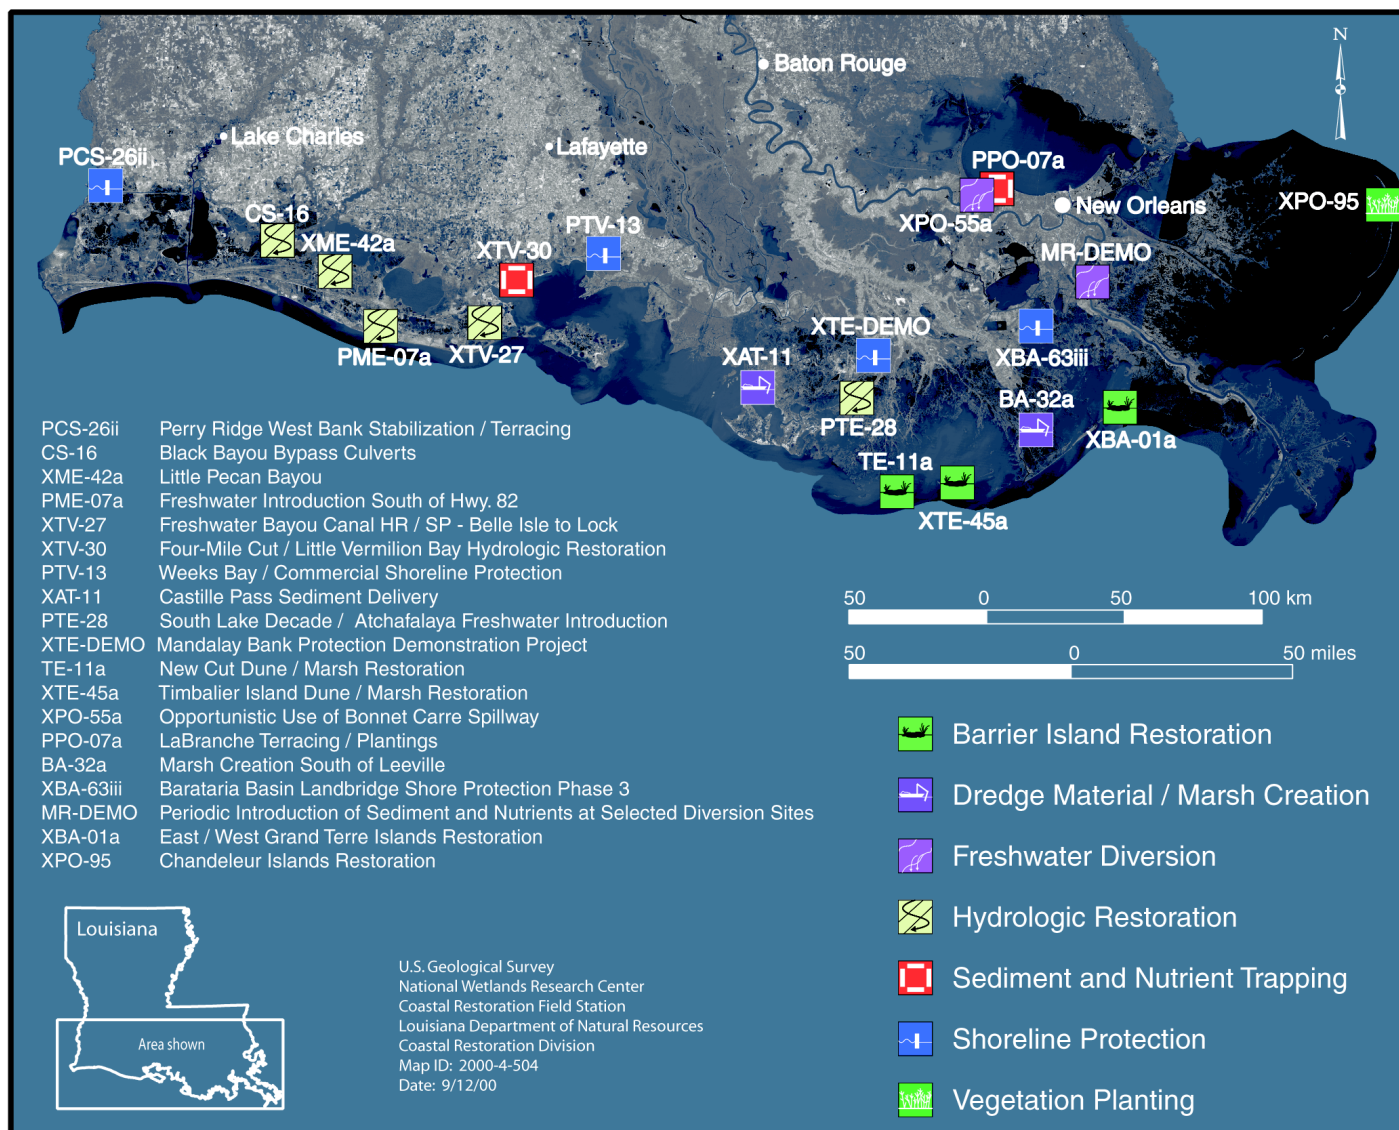 N
Baton Rouge
Lake Charles
Lafayette
PCS-26ii
PPO-07a
XPO-95
New Orleans
CS-16
XPO-55a
PTV-13
XME-42a
XTV-30
MR-DEMO
XTE-DEMO
PME-07a
XTV-27
XAT-11
XBA-63iii
BA-32a
PTE-28
XBA-01a
TE-11a
XTE-45a
PCS-26ii Perry Ridge West Bank Stabilization / Terracing
CS-16 Black Bayou Bypass Culverts
XME-42a Little Pecan Bayou
PME-07a Freshwater Introduction South of Hwy. 82
XTV-27 Freshwater Bayou Canal HR / SP - Belle Isle to Lock
XTV-30 Four-Mile Cut / Little Vermilion Bay Hydrologic Restoration
PTV-13 Weeks Bay / Commercial Shoreline Protection
XAT-11 Castille Pass Sediment Delivery
PTE-28 South Lake Decade / Atchafalaya Freshwater Introduction
XTE-DEMO Mandalay Bank Protection Demonstration Project
TE-11a New Cut Dune / Marsh Restoration
XTE-45a Timbalier Island Dune / Marsh Restoration
XPO-55a Opportunistic Use of Bonnet Carre Spillway
PPO-07a LaBranche Terracing / Plantings
BA-32a Marsh Creation South of Leeville
XBA-63iii Barataria Basin Landbridge Shore Protection Phase 3
MR-DEMO Periodic Introduction of Sediment and Nutrients at Selected Diversion Sites
XBA-01a East / West Grand Terre Islands Restoration
XPO-95 Chandeleur Islands Restoration
50 0 50 100 km
50 0 50 miles
Barrier Island Restoration
Dredge Material / Marsh Creation
Freshwater Diversion
Hydrologic Restoration
Sediment and Nutrient Trapping
Shoreline Protection
Vegetation Planting
Louisiana
Area shown
U.S. Geological Survey
National Wetlands Research Center
Coastal Restoration Field Station
Louisiana Department of Natural Resources
Coastal Restoration Division
Map ID: 2000-4-504
Date: 9/12/00